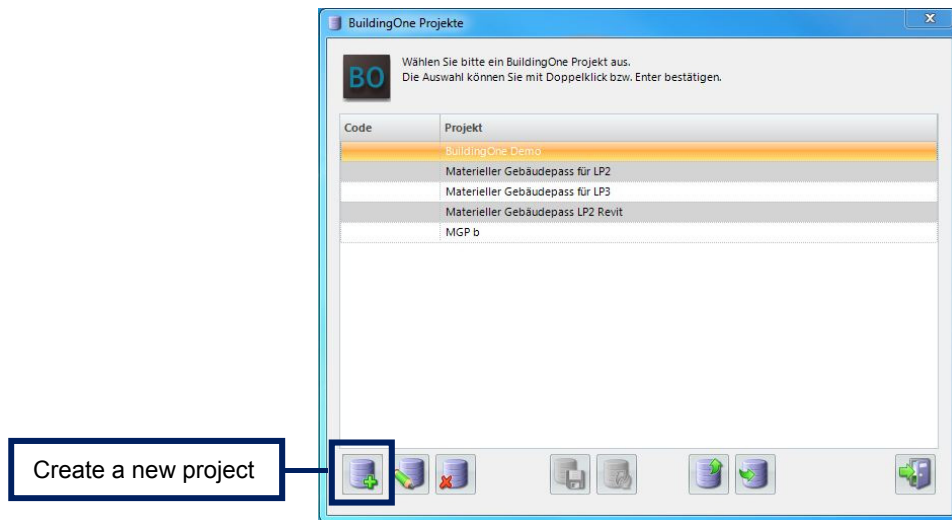 BuildingOne Projekte
x
BO
Wählen Sie bitte ein BuildingOne Projekt aus.
Die Auswahl können Sie mit Doppelklick bzw. Enter bestätigen.
Code Projekt
BuildingOne Demo
Materieller Gebäudepass für LP2
Materieller Gebäudepass für LP3
Materieller Gebäudepass LP2 Revit
MGP b
Create a new project